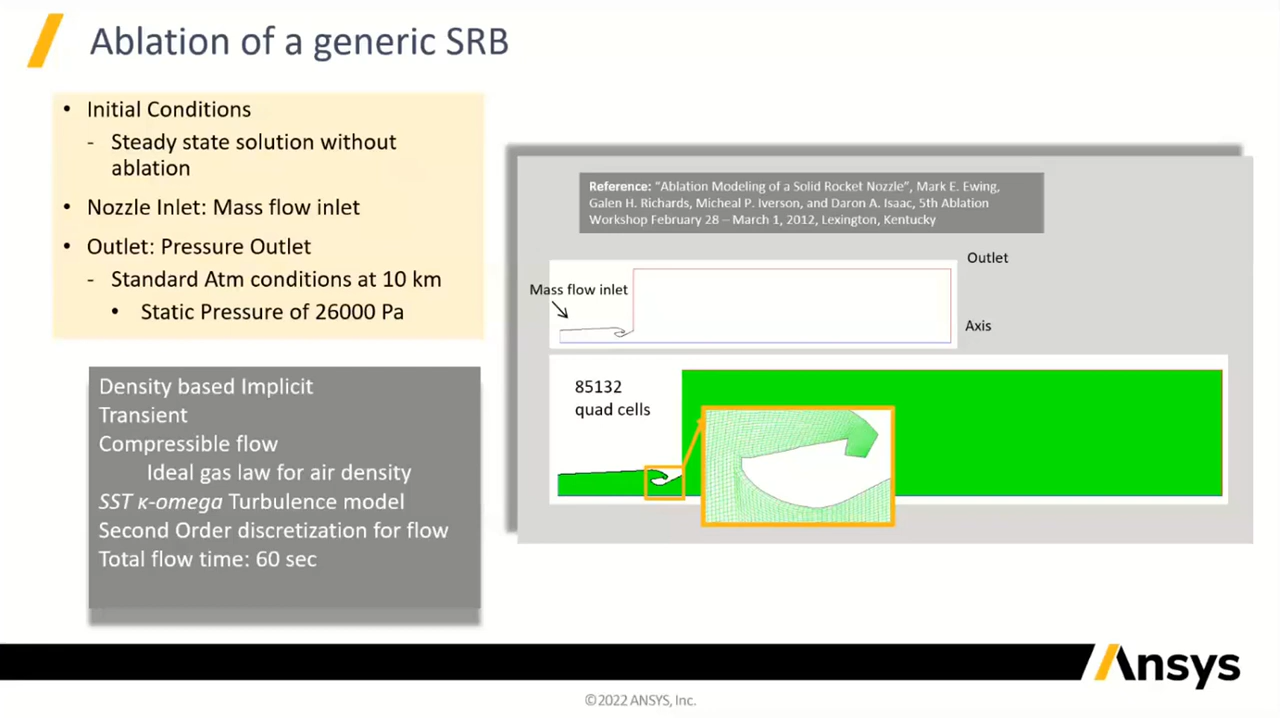 Ablation of a generic SRB
• Initial Conditions
- Steady state solution without
ablation
• Nozzle Inlet: Mass flow inlet
• Outlet: Pressure Outlet
- Standard Atm conditions at 10 km
• Static Pressure of 26000 Pa
Density based Implicit
Transient
Compressible flow
Ideal gas law for air density
SST κ-omega Turbulence model
Second Order discretization for flow
Total flow time: 60 sec
Reference: "Ablation Modeling of a Solid Rocket Nozzle", Mark E. Ewing,
Galen H. Richards, Micheal P. Iverson, and Daron A. Isaac, 5th Ablation
Workshop February 28 – March 1, 2012, Lexington, Kentucky
Outlet
Mass flow inlet
Axis
85132
quad cells
Ansys
©2022 ANSYS, Inc.